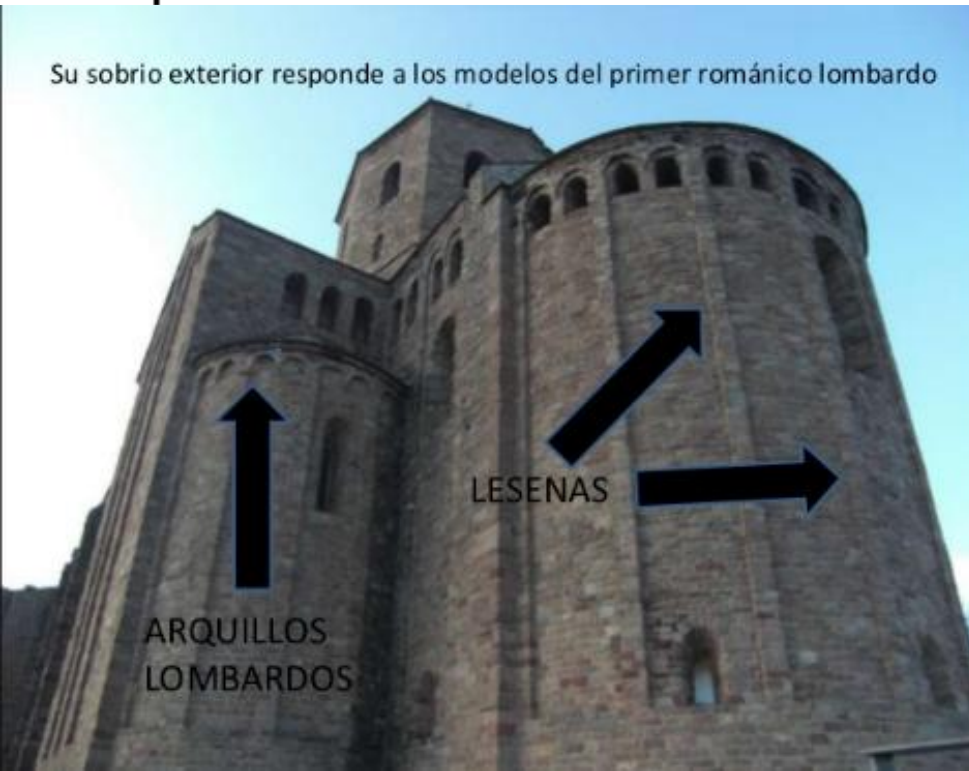 Su sobrio exterior responde a los modelos del primer románico lombardo
LESENAS
ARQUILLOS
LOMBARDOS